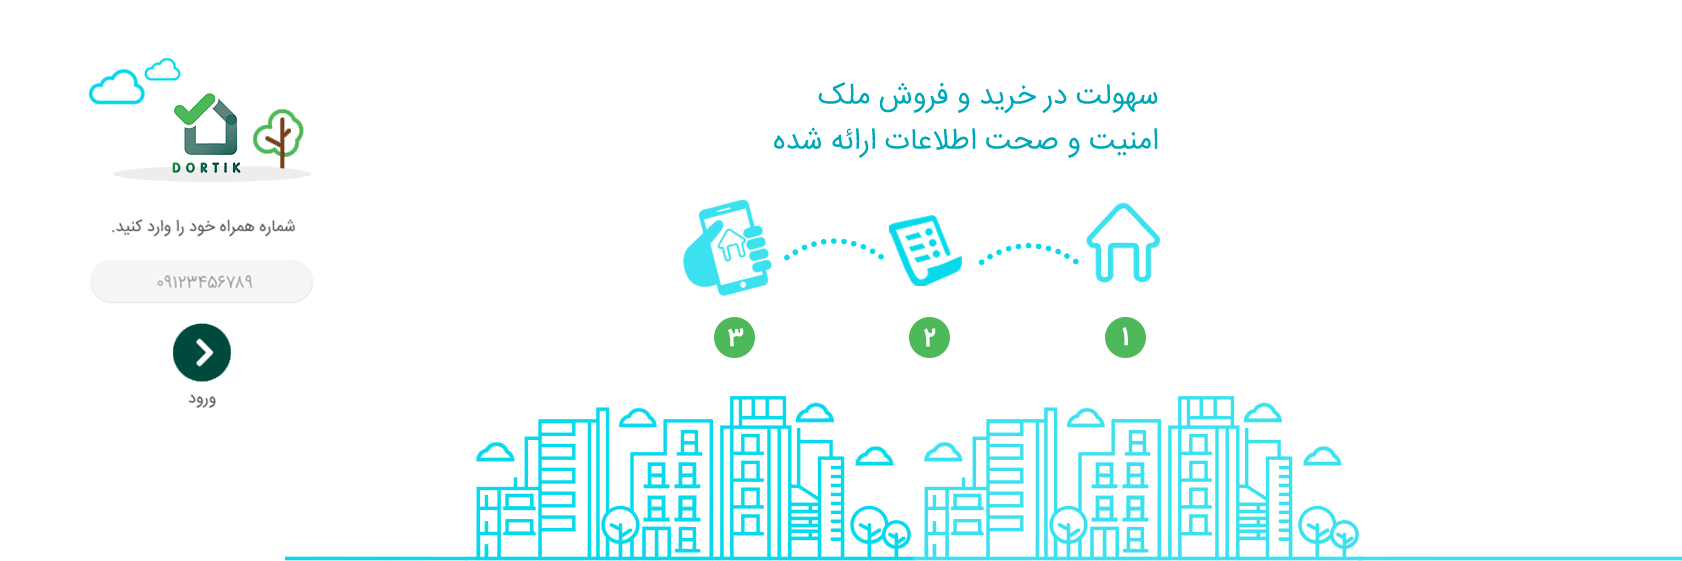 سهولت در خرید و فروش ملک
امنیت و صحت اطلاعات ارائه شده
۱
۲
۳
DORTIK
شماره همراه خود را وارد کنید.
۰۹۱۲۳۴۵۶۷۸۹
ورود